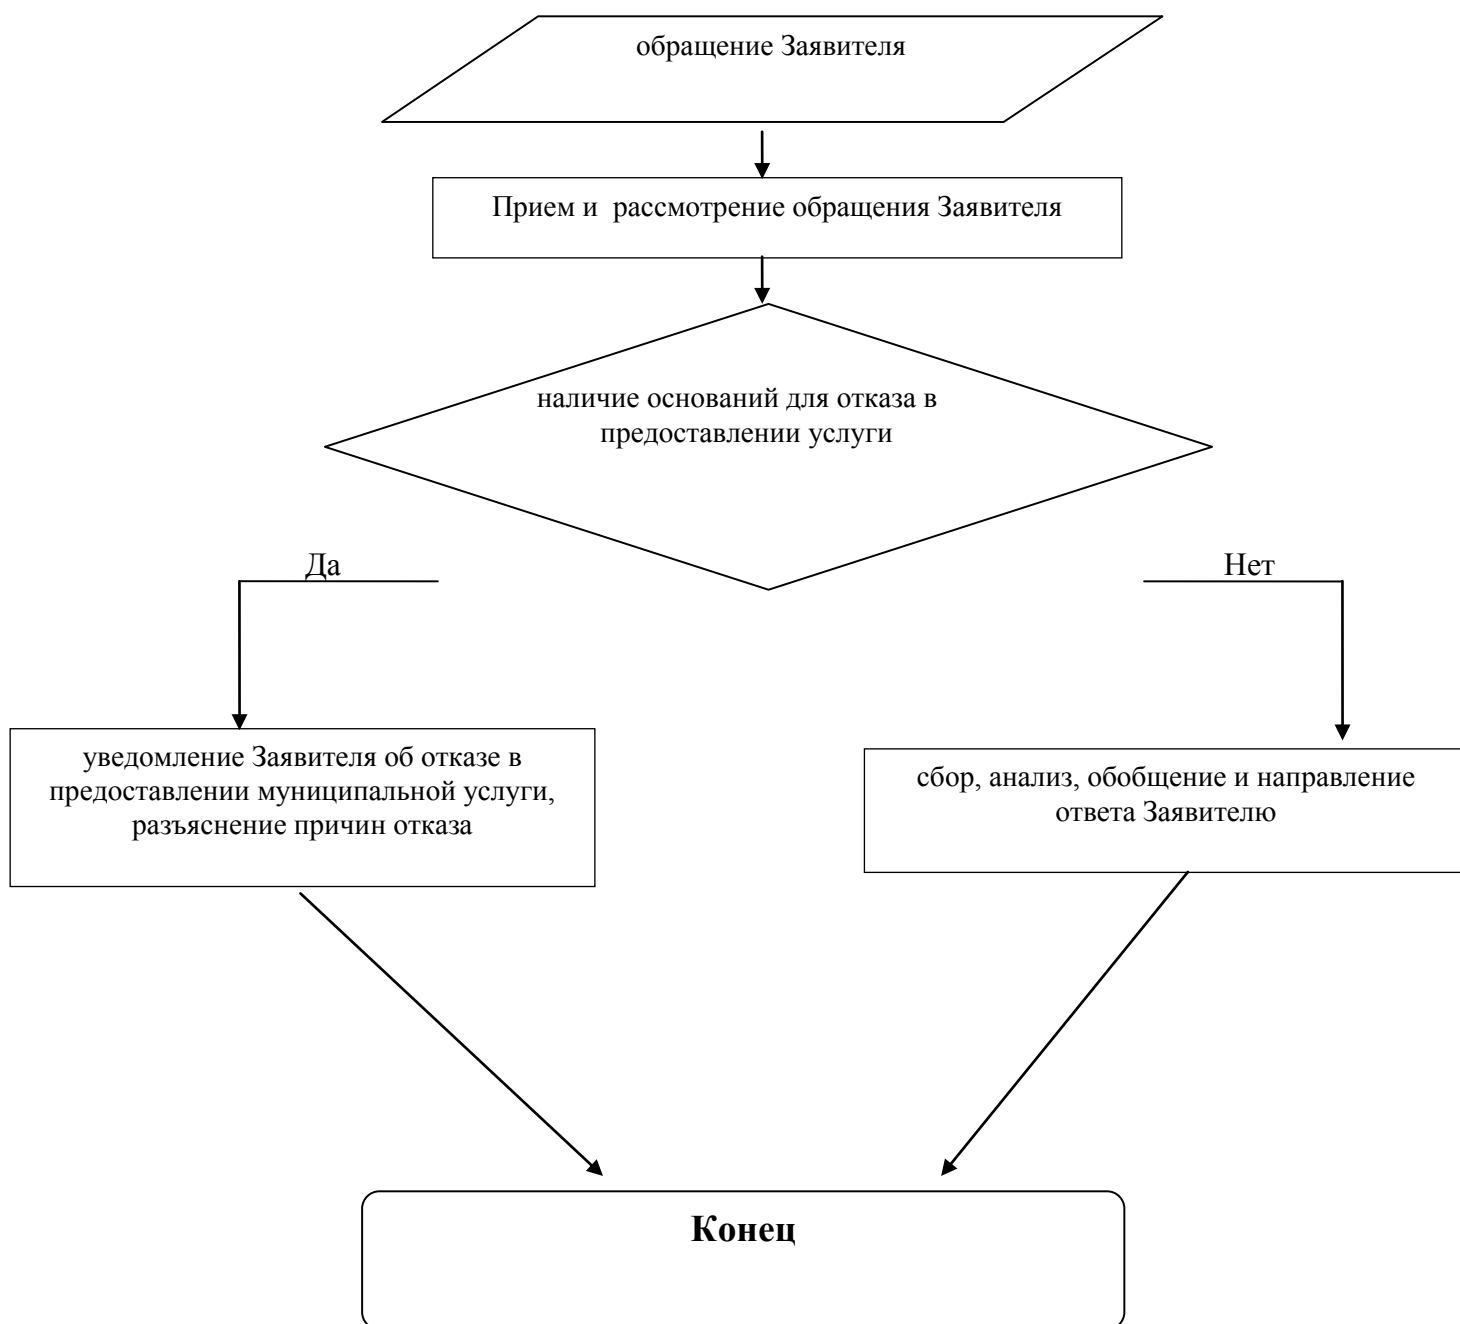 обращение Заявителя
Прием и  рассмотрение обращения Заявителя
наличие оснований для отказа в
предоставлении услуги
Да
Нет
уведомление Заявителя об отказе в
предоставлении муниципальной услуги,
разъяснение причин отказа
сбор, анализ, обобщение и направление
ответа Заявителю
Конец